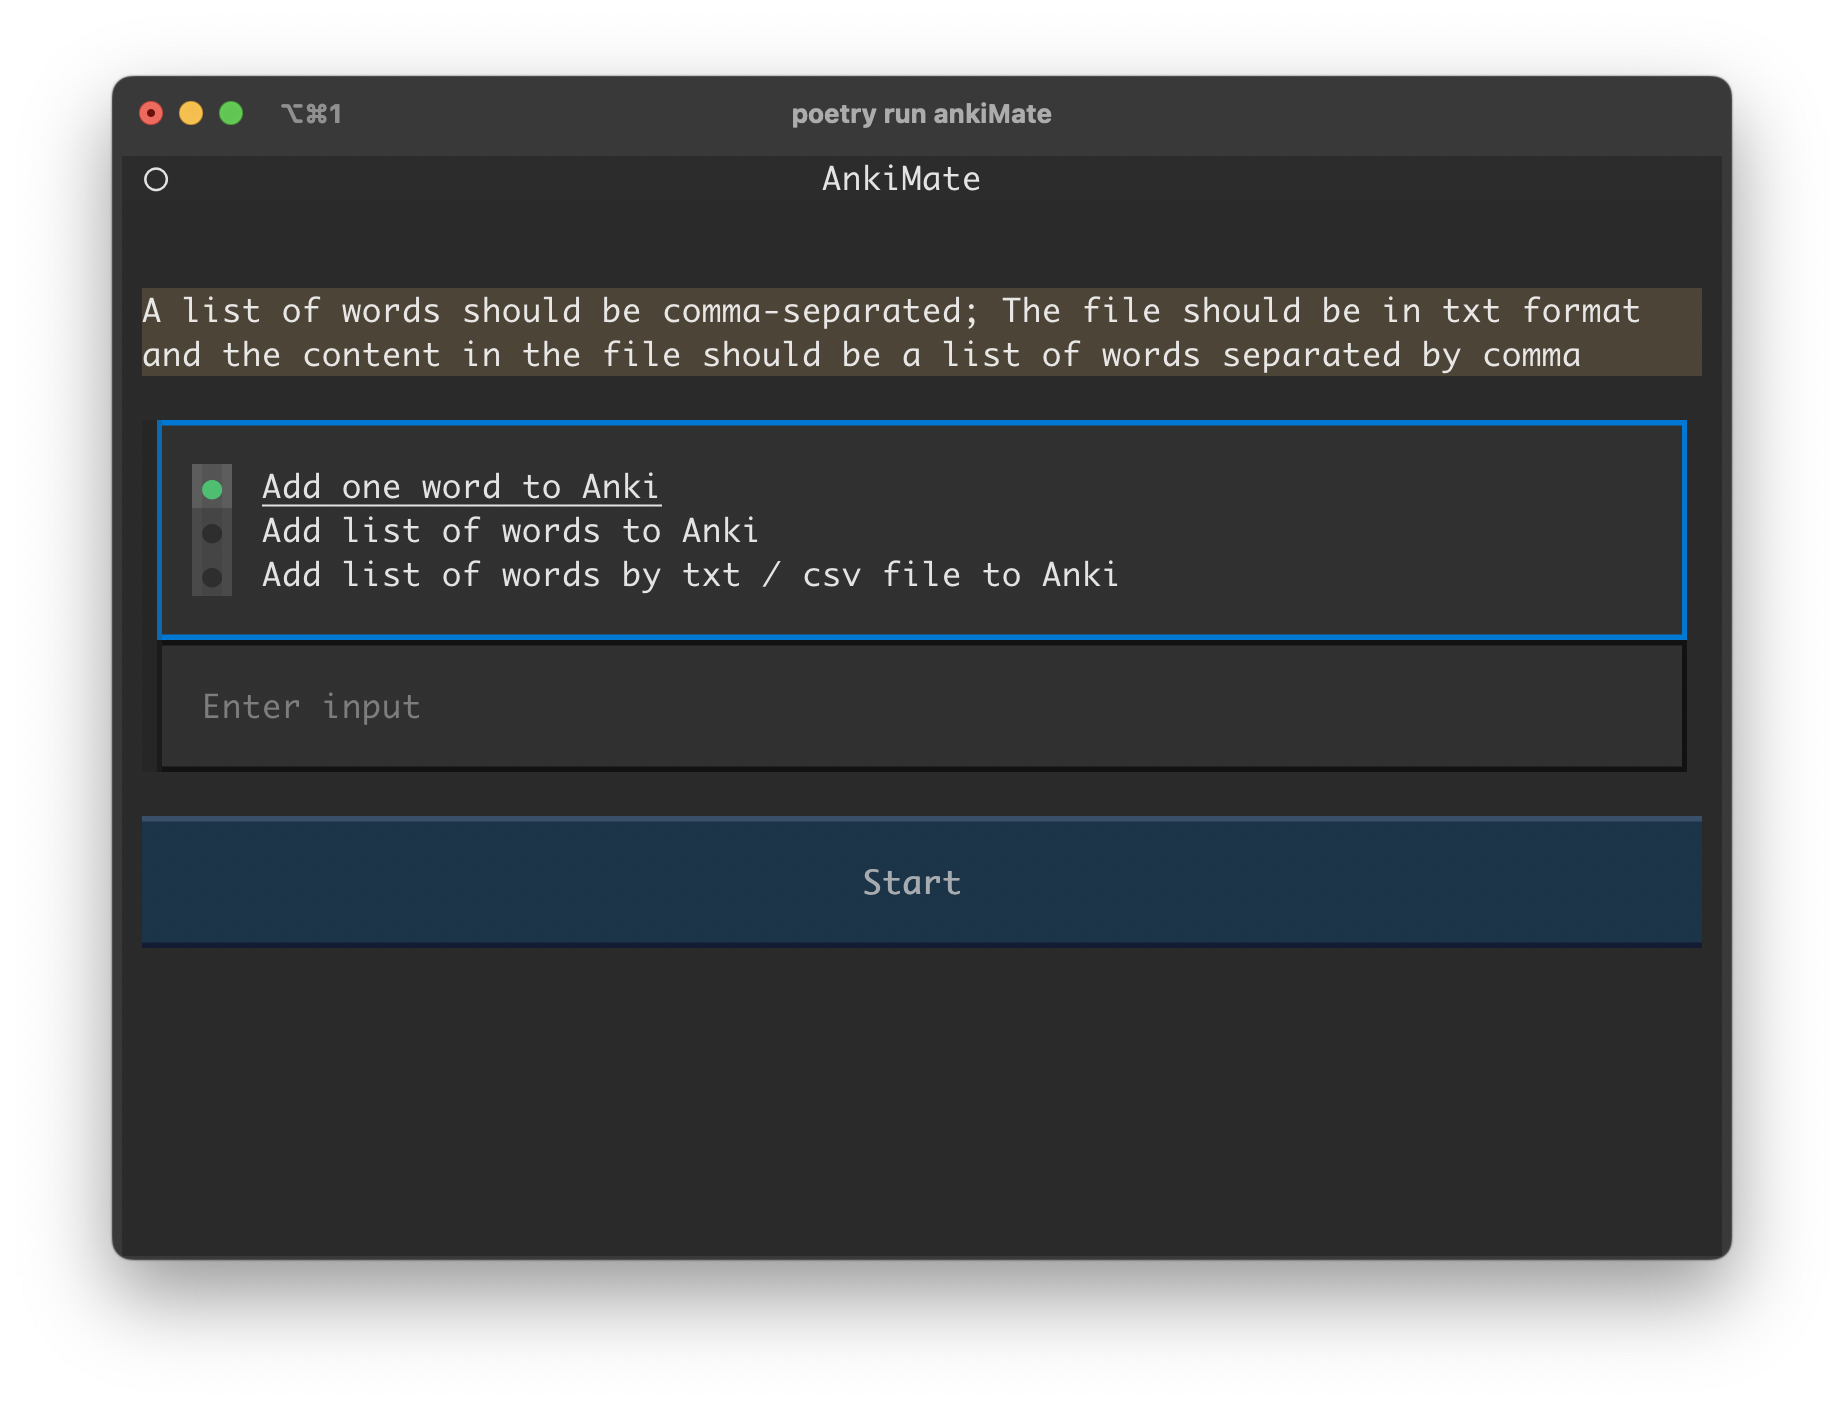 ⌥⌘1
poetry run ankiMate
AnkiMate
A list of words should be comma-separated; The file should be in txt format
and the content in the file should be a list of words separated by comma
Add one word to Anki
Add list of words to Anki
Add list of words by txt / csv file to Anki
Enter input
Start